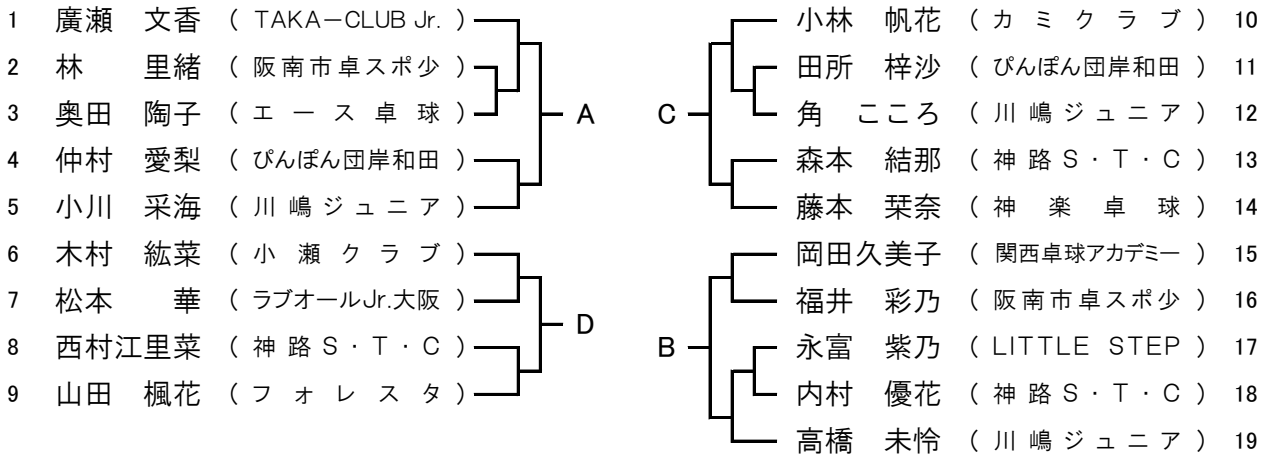 1 廣瀬 文香 ( TAKA－CLUB Jr. )
2 林 里緒 ( 阪南市卓スポ少 )
3 奥田 陶子 ( エース卓球 )
A
4 仲村 愛梨 ( ぴんぽん団岸和田 )
5 小川 采海 ( 川嶋ジュニア )
6 木村 紘菜 ( 小瀬クラブ )
7 松本 華 ( ラブオールJr.大阪 )
D
8 西村江里菜 ( 神路S・T・C )
9 山田 楓花 ( フォレスタ )
小林 帆花 ( カミクラブ ) 10
田所 梓沙 ( ぴんぽん団岸和田 ) 11
C
角 こころ ( 川嶋ジュニア ) 12
森本 結那 ( 神路S・T・C ) 13
藤本 栞奈 ( 神楽卓球 ) 14
岡田久美子 ( 関西卓球アカデミー ) 15
福井 彩乃 ( 阪南市卓スポ少 ) 16
B
永富 紫乃 ( LITTLE STEP ) 17
内村 優花 ( 神路S・T・C ) 18
高橋 未怜 ( 川嶋ジュニア ) 19